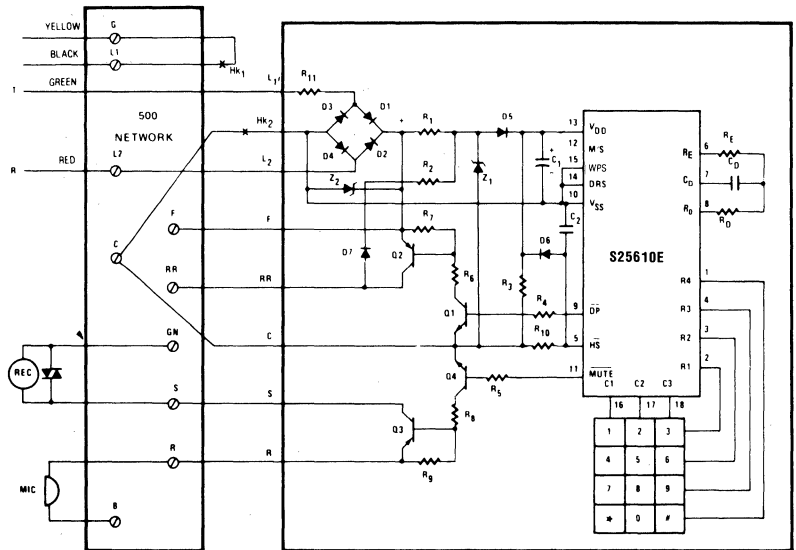 YELLOW
G
BLACK
L1
Hk1
GREEN
T
500
NETWORK
Hk2
RED
R
L7
F
C
RR
GN
REC
S
R
MIC
B
L1'
R11
D3
D1
D4
D2
L2
+
R1
D5
R2
Z2
Z1
+
C1
−
C2
F
R7
Q2
D7
R6
D6
R3
RR
Q1
R4
C
R10
Q4
R5
S
Q3
R8
R
R9
13
VDD
12
M'S
15
WPS
14
DRS
10
VSS
S25610E
9
DP
5
HS
11
MUTE
RE
6
RE
CD
7
CD
RD
8
RD
R4
1
R3
4
R2
3
R1
2
C1
C2
C3
16
17
18
1
2
3
4
5
6
7
8
9
*
0
#